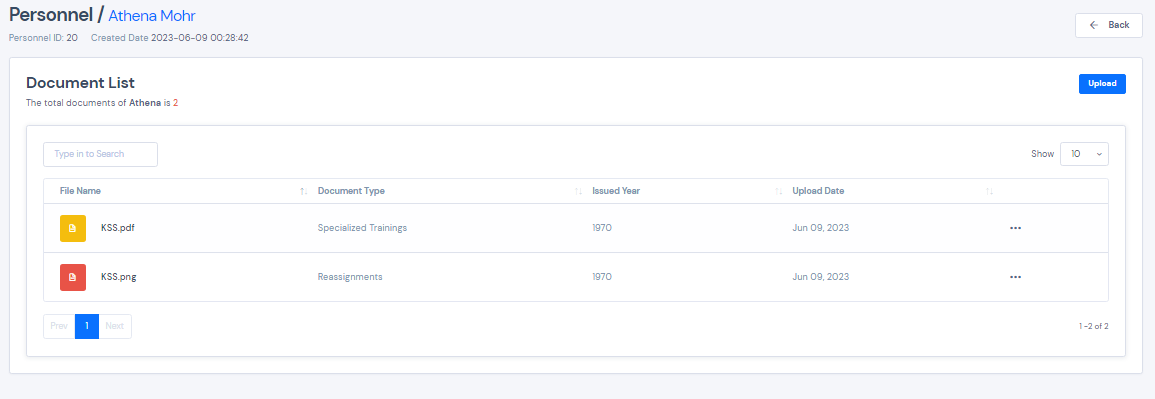 Personnel / Athena Mohr
Personnel ID: 20 Created Date 2023-06-09 00:28:42
Back
Document List
The total documents of Athena is 2
Upload
Type in to Search
Show 10
File Name Document Type Issued Year Upload Date
KSS.pdf Specialized Trainings 1970 Jun 09, 2023
KSS.png Reassignments 1970 Jun 09, 2023
Prev 1 Next
1 -2 of 2